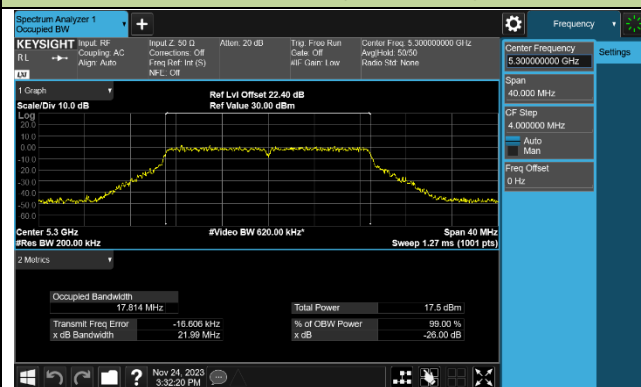 Spectrum Analyzer 1
Occupied BW
+
Frequency
KEYSIGHT Input: RF Input Z: 50 Ω Atten: 20 dB Trig: Free Run Center Freq: 5.300000000 GHz
RL Coupling: AC Corrections: Off Gate: Off Avg|Hold: 50/50
Align: Auto Freq Ref: Int (S) #IF Gain: Low Radio Std: None
NFE: Off
LXI
Center Frequency
5.300000000 GHz
Settings
Span
40.000 MHz
CF Step
4.000000 MHz
Auto
Man
Freq Offset
0 Hz
1 Graph
Ref Lvl Offset 22.40 dB
Scale/Div 10.0 dB Ref Value 30.00 dBm
Log
20.0
10.0
0.00
-10.0
-20.0
-30.0
-40.0
-50.0
-60.0
Center 5.3 GHz #Video BW 620.00 kHz* Span 40 MHz
#Res BW 200.00 kHz Sweep 1.27 ms (1001 pts)
2 Metrics
Occupied Bandwidth
17.814 MHz Total Power 17.5 dBm
Transmit Freq Error -16.606 kHz % of OBW Power 99.00 %
x dB Bandwidth 21.99 MHz x dB -26.00 dB
? Nov 24, 2023
3:32:20 PM